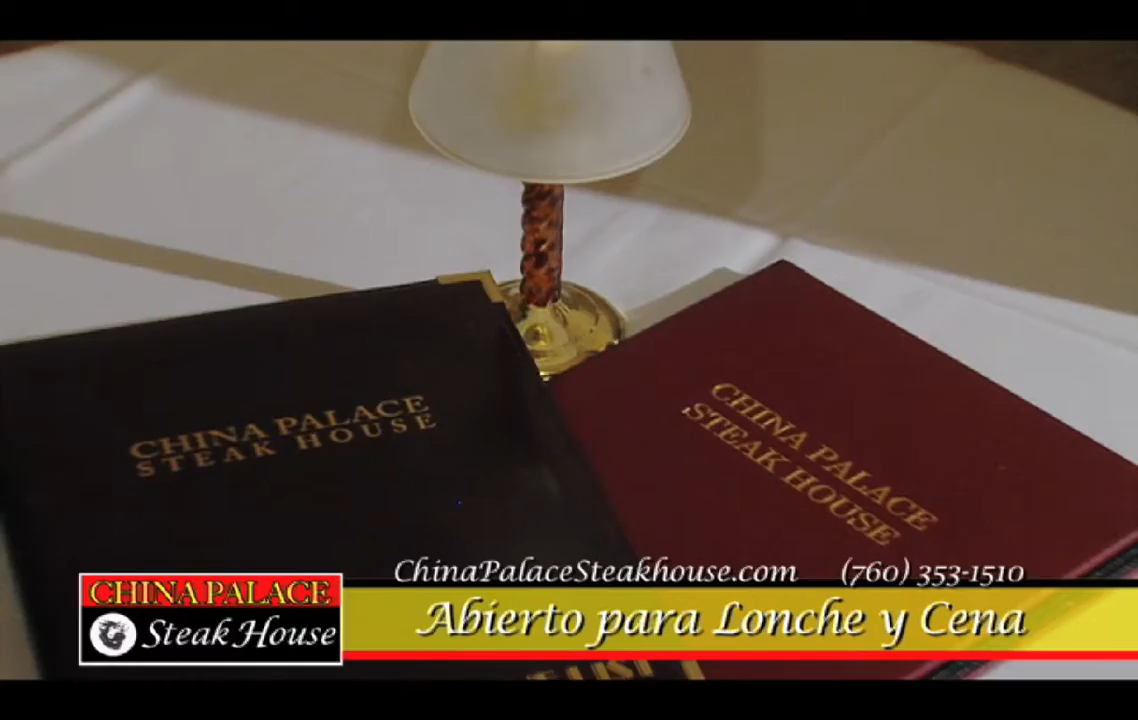 CHINA PALACE
STEAK HOUSE
CHINA PALACE
STEAK HOUSE
ChinaPalaceSteakhouse.com (760) 353-1510
CHINA PALACE
Steak House
Abierto para Lonche y Cena
LIST